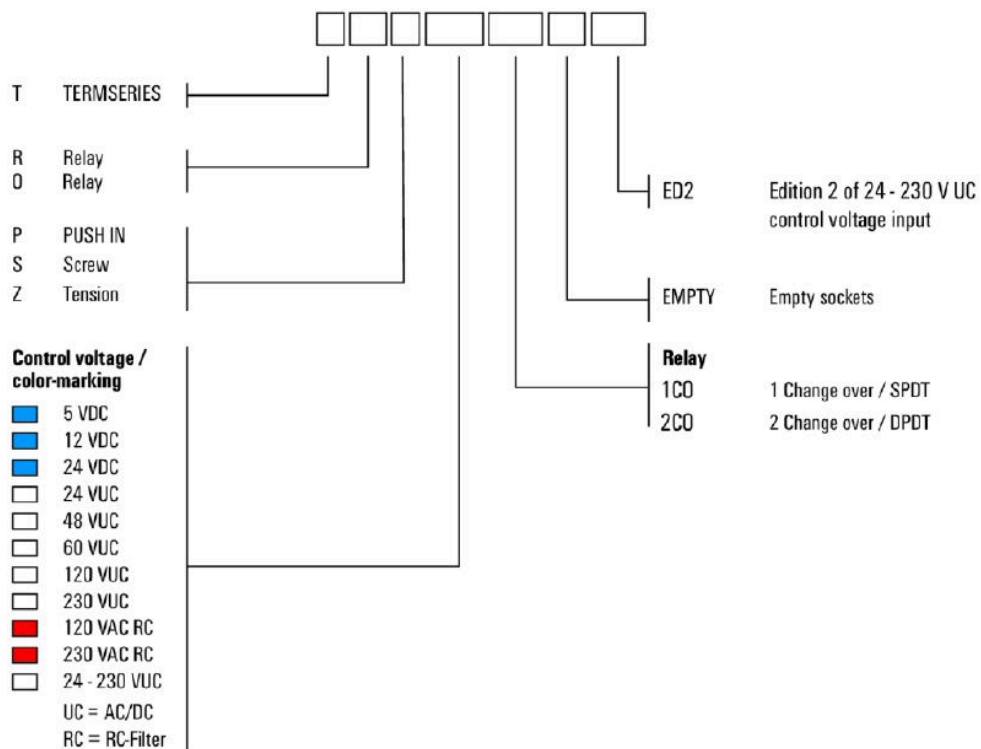 T TERMSERIES
R Relay
O Relay
P PUSH IN
S Screw
Z Tension
Control voltage /
color-marking
5 VDC
12 VDC
24 VDC
24 VUC
48 VUC
60 VUC
120 VUC
230 VUC
120 VAC RC
230 VAC RC
24 - 230 VUC
UC = AC/DC
RC = RC-Filter
ED2 Edition 2 of 24 - 230 V UC
control voltage input
EMPTY Empty sockets
Relay
1CO 1 Change over / SPDT
2CO 2 Change over / DPDT